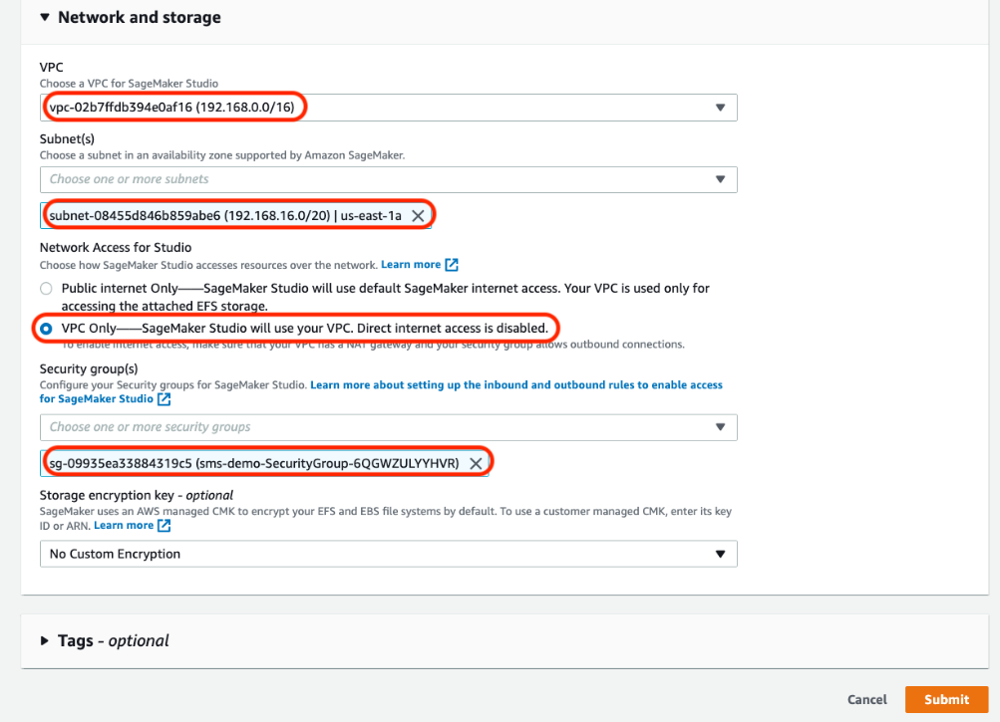 Network and storage
VPC
Choose a VPC for SageMaker Studio
vpc-02b7ffdb394e0af16 (192.168.0.0/16)
Subnet(s)
Choose a subnet in an availability zone supported by Amazon SageMaker.
Choose one or more subnets
subnet-08455d846b859abe6 (192.168.16.0/20) | us-east-1a
Network Access for Studio
Choose how SageMaker Studio accesses resources over the network. Learn more
Public internet Only——SageMaker Studio will use default SageMaker internet access. Your VPC is used only for
accessing the attached EFS storage.
VPC Only——SageMaker Studio will use your VPC. Direct internet access is disabled.
To enable internet access, make sure that your VPC has a NAT gateway and your security group allows outbound connections.
Security group(s)
Configure your Security groups for SageMaker Studio. Learn more about setting up the inbound and outbound rules to enable access
for SageMaker Studio
Choose one or more security groups
sg-09935ea33884319c5 (sms-demo-SecurityGroup-6QGWZULYYHVR)
Storage encryption key - optional
SageMaker uses an AWS managed CMK to encrypt your EFS and EBS file systems by default. To use a customer managed CMK, enter its key
ID or ARN. Learn more
No Custom Encryption
Tags - optional
Cancel Submit